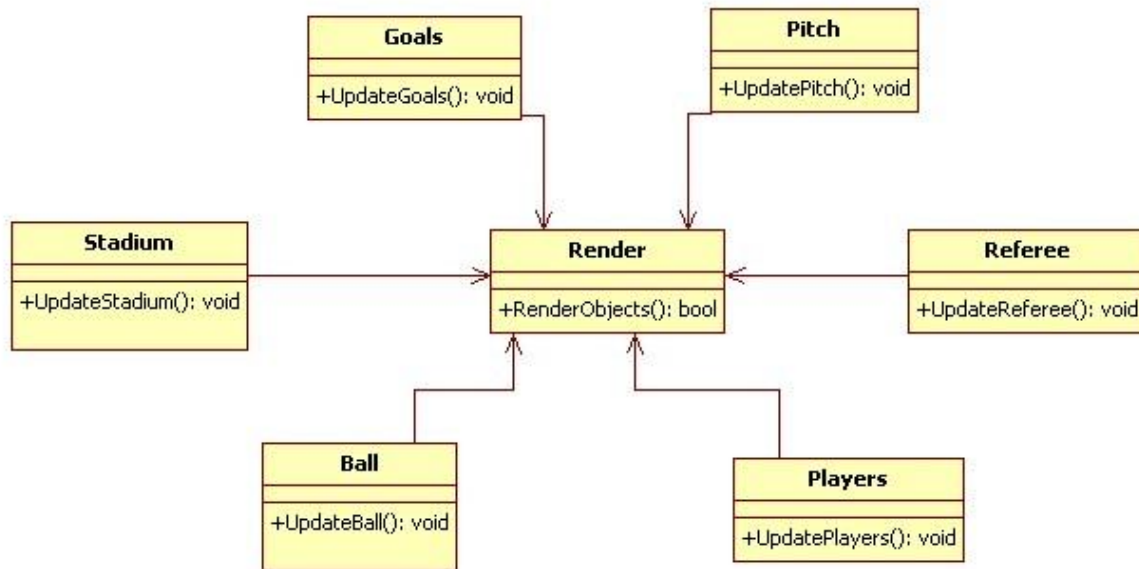 Goals
+UpdateGoals(): void
Pitch
+UpdatePitch(): void
Stadium
+UpdateStadium(): void
Render
+RenderObjects(): bool
Referee
+UpdateReferee(): void
Ball
+UpdateBall(): void
Players
+UpdatePlayers(): void